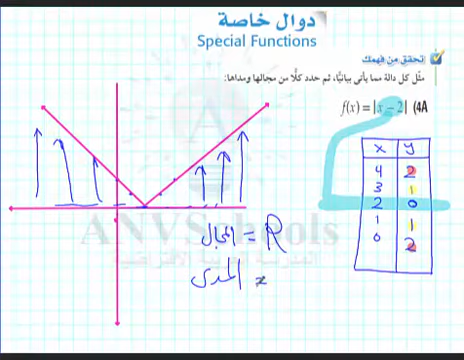 دوال خاصة
Special Functions
تحقق من فهمك
مثّل كل دالة مما يأتي بيانيًّا، ثم حدد كلًّا من مجالها ومداها:
f(x) = |x − 2| (4A
x y
4 2
3 1
2 0
1 1
0 2
ANVSchools
المجال = R
المدى =